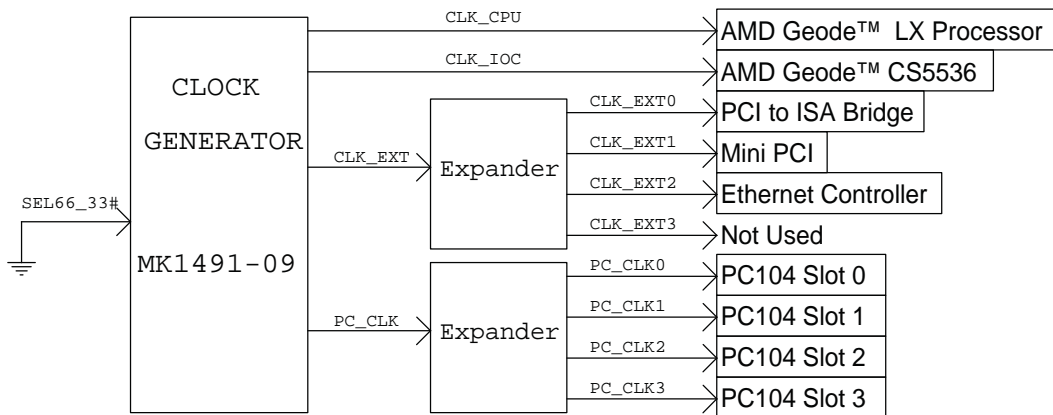 CLK_CPU
AMD Geode™ LX Processor
CLOCK
GENERATOR
MK1491-09
CLK_IOC
AMD Geode™ CS5536
SEL66_33#
CLK_EXT
Expander
CLK_EXT0
PCI to ISA Bridge
CLK_EXT1
Mini PCI
CLK_EXT2
Ethernet Controller
CLK_EXT3
Not Used
PC_CLK
Expander
PC_CLK0
PC104 Slot 0
PC_CLK1
PC104 Slot 1
PC_CLK2
PC104 Slot 2
PC_CLK3
PC104 Slot 3